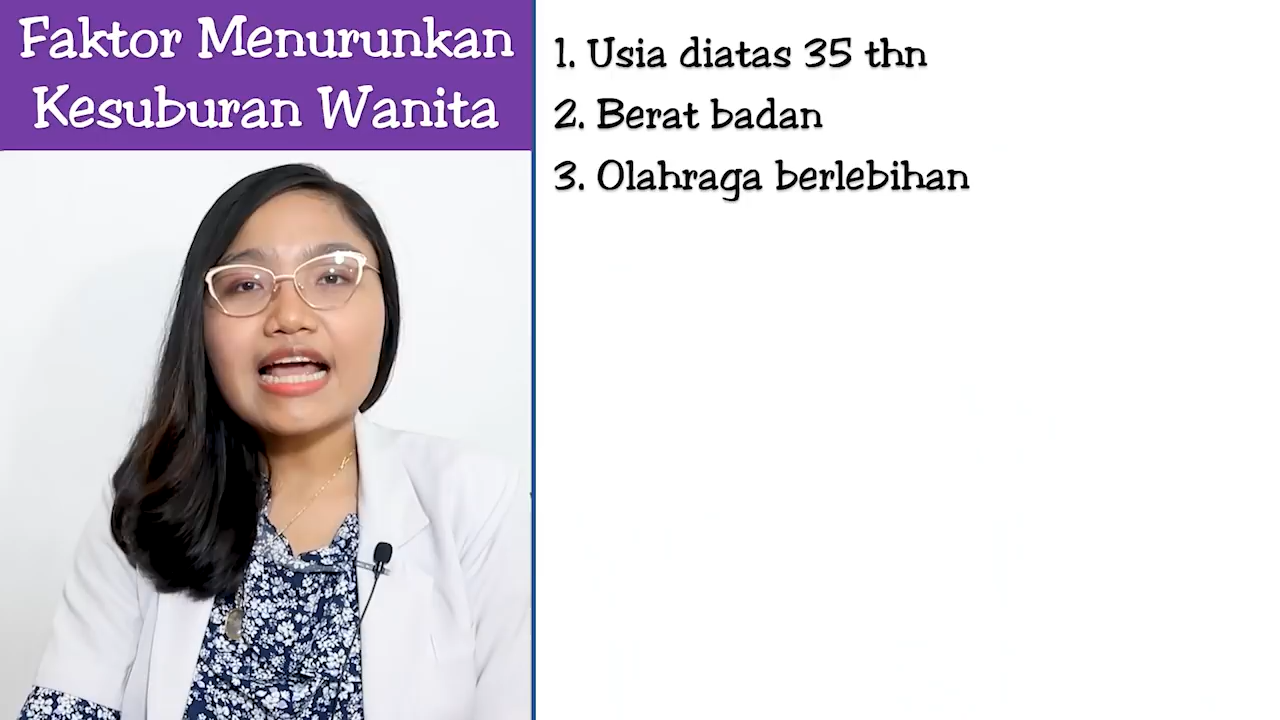 Faktor Menurunkan
Kesuburan Wanita
1. Usia diatas 35 thn
2. Berat badan
3. Olahraga berlebihan